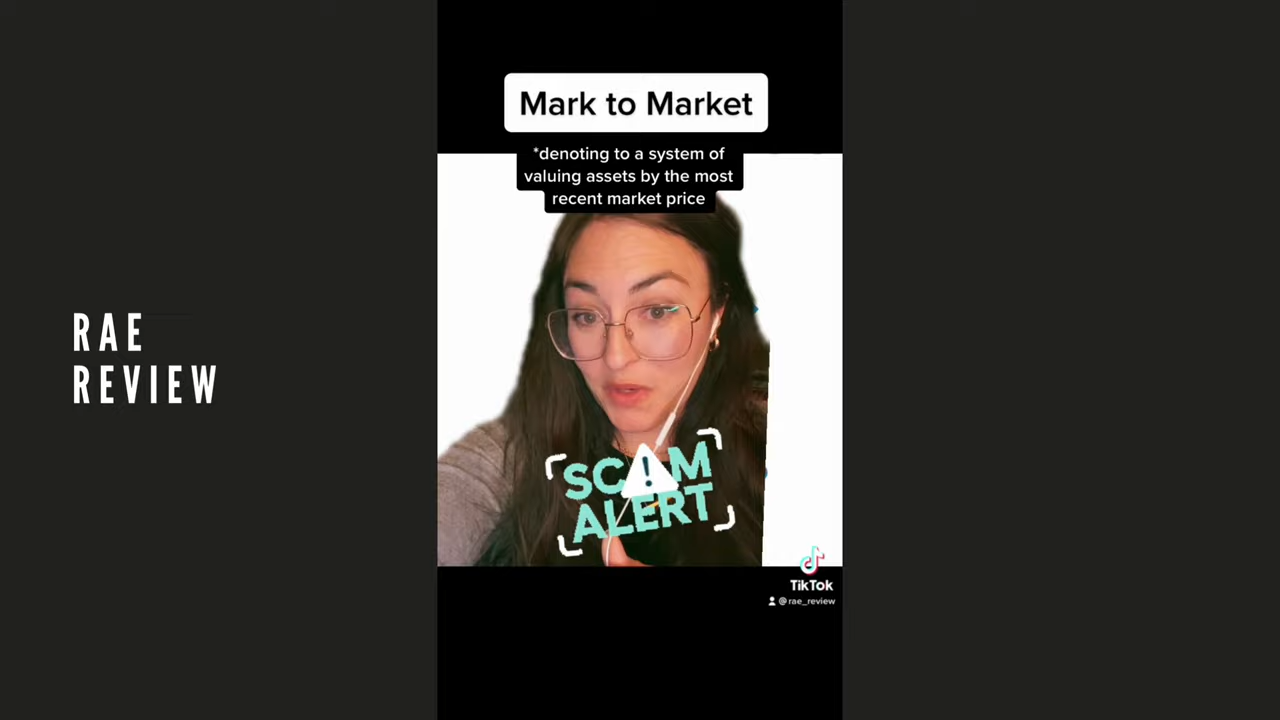 Mark to Market
*denoting to a system of
valuing assets by the most
recent market price
RAE
REVIEW
SCAM
ALERT
TikTok
@rae_review